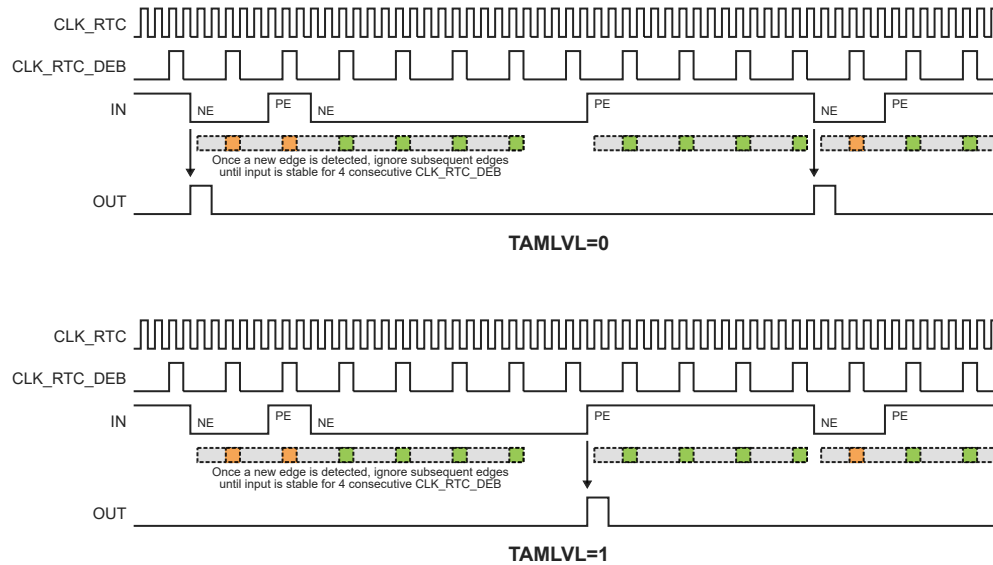 CLK_RTC
CLK_RTC_DEB
IN
NE
PE
NE
PE
NE
PE
Once a new edge is detected, ignore subsequent edges
until input is stable for 4 consecutive CLK_RTC_DEB
OUT
TAMLVL=0
CLK_RTC
CLK_RTC_DEB
IN
NE
PE
NE
PE
NE
PE
Once a new edge is detected, ignore subsequent edges
until input is stable for 4 consecutive CLK_RTC_DEB
OUT
TAMLVL=1